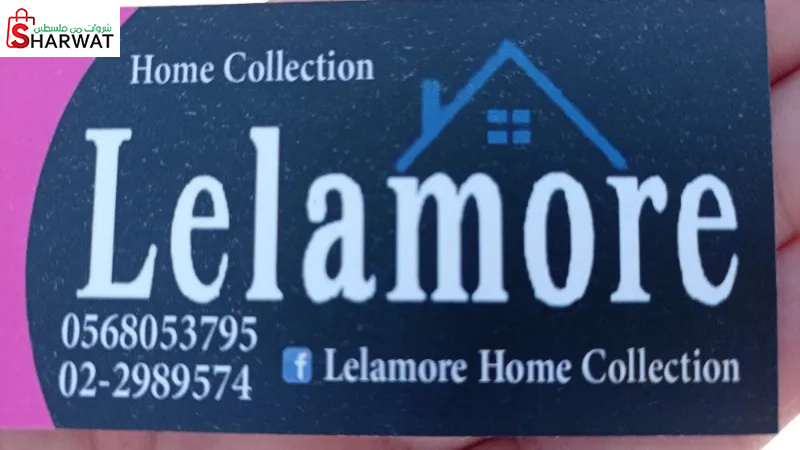 شروات من فلسطين
SHARWAT
Home Collection
Lelamore
0568053795
02-2989574
f Lelamore Home Collection